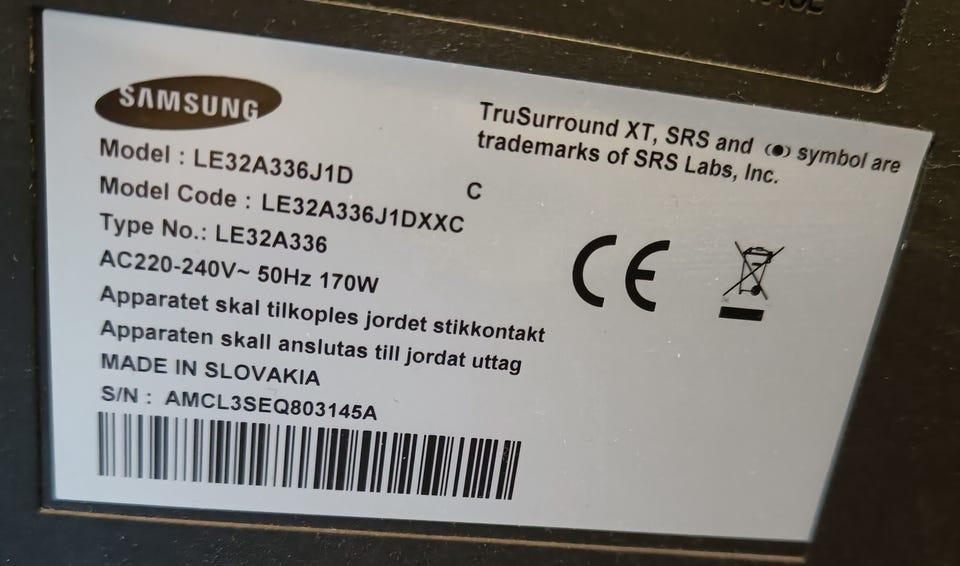 SAMSUNG
Model : LE32A336J1D
C
Model Code : LE32A336J1DXXC
Type No.: LE32A336
AC220-240V~ 50Hz 170W
Apparatet skal tilkoples jordet stikkontakt
Apparaten skall anslutas till jordat uttag
MADE IN SLOVAKIA
S/N : AMCL3SEQ803145A
TruSurround XT, SRS and (●) symbol are
trademarks of SRS Labs, Inc.
CE